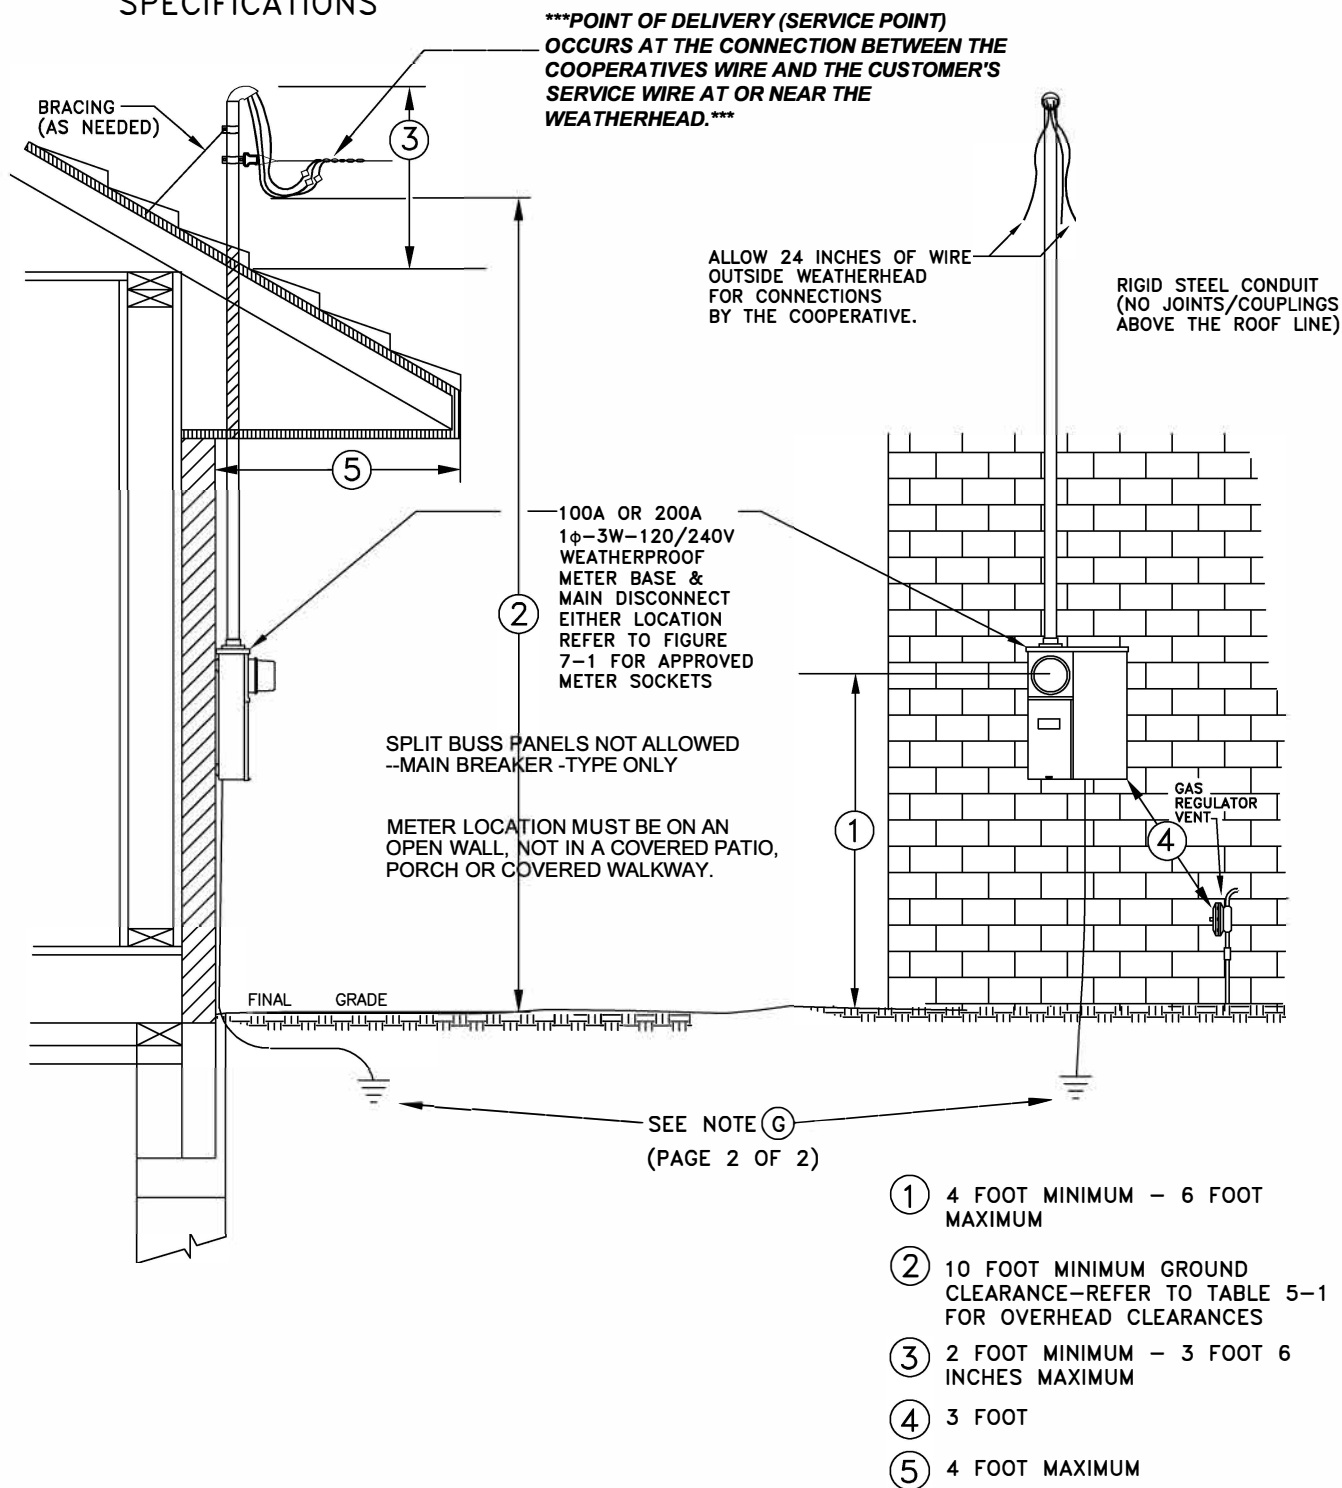 SPECIFICATIONS
***POINT OF DELIVERY (SERVICE POINT)
OCCURS AT THE CONNECTION BETWEEN THE
COOPERATIVES WIRE AND THE CUSTOMER'S
SERVICE WIRE AT OR NEAR THE
WEATHERHEAD.***
BRACING
(AS NEEDED)
3
ALLOW 24 INCHES OF WIRE
OUTSIDE WEATHERHEAD
FOR CONNECTIONS
BY THE COOPERATIVE.
RIGID STEEL CONDUIT
(NO JOINTS/COUPLINGS
ABOVE THE ROOF LINE)
5
100A OR 200A
1ϕ-3W-120/240V
WEATHERPROOF
METER BASE &
MAIN DISCONNECT
EITHER LOCATION
REFER TO FIGURE
7-1 FOR APPROVED
METER SOCKETS
2
SPLIT BUSS PANELS NOT ALLOWED
--MAIN BREAKER -TYPE ONLY
METER LOCATION MUST BE ON AN
OPEN WALL, NOT IN A COVERED PATIO,
PORCH OR COVERED WALKWAY.
1
GAS
REGULATOR
VENT
4
FINAL GRADE
SEE NOTE G
(PAGE 2 OF 2)
1 4 FOOT MINIMUM - 6 FOOT
MAXIMUM
2 10 FOOT MINIMUM GROUND
CLEARANCE-REFER TO TABLE 5-1
FOR OVERHEAD CLEARANCES
3 2 FOOT MINIMUM - 3 FOOT 6
INCHES MAXIMUM
4 3 FOOT
5 4 FOOT MAXIMUM